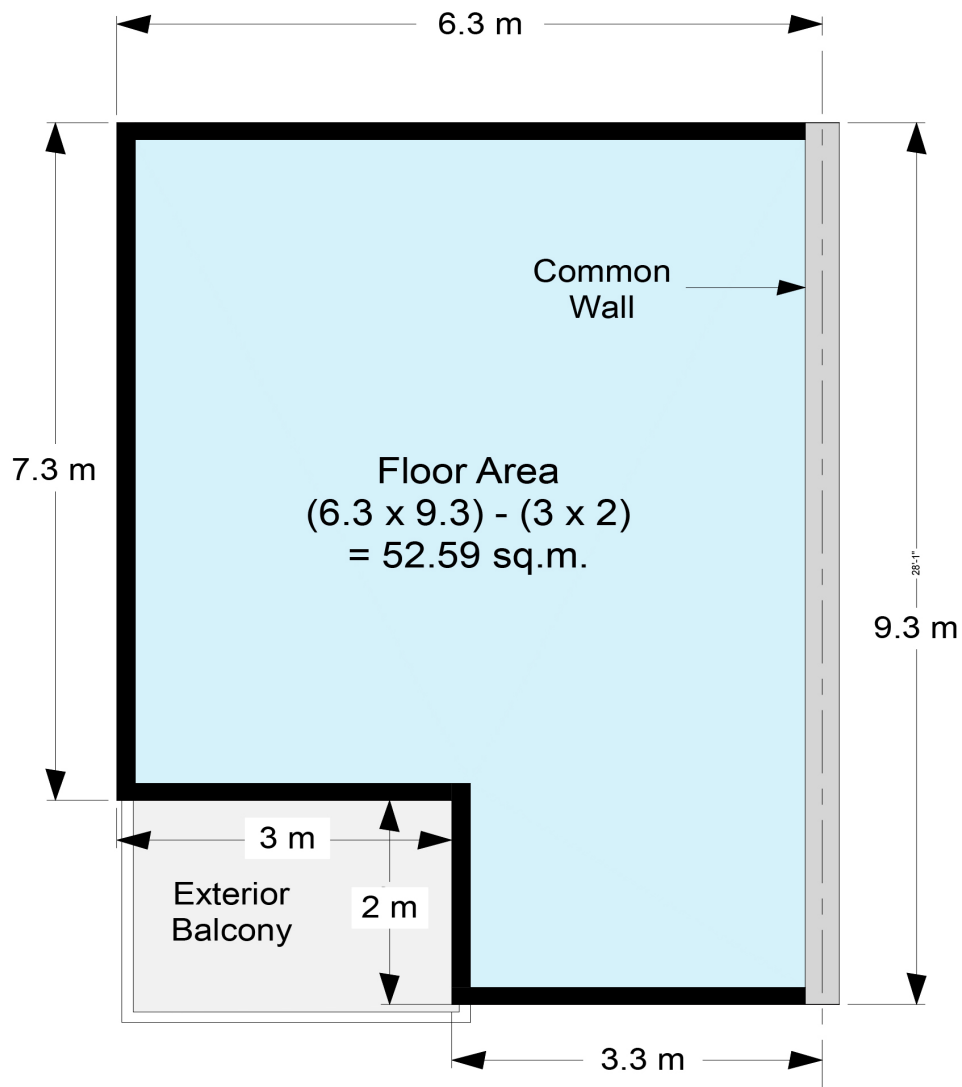 6.3 m
Common
Wall
7.3 m
Floor Area
(6.3 x 9.3) - (3 x 2)
= 52.59 sq.m.
28'-1"
9.3 m
3 m
Exterior
Balcony
2 m
3.3 m